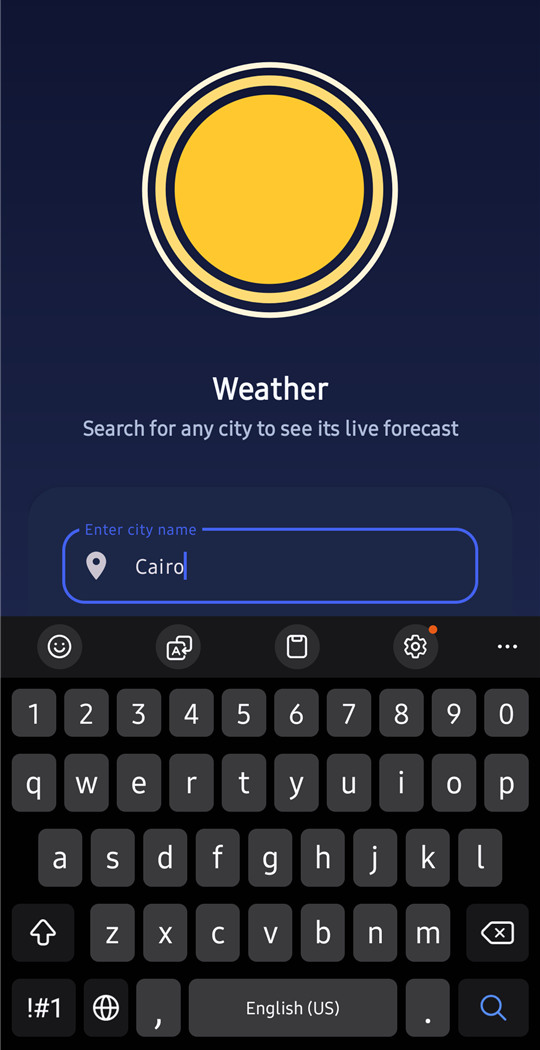 Weather
Search for any city to see its live forecast
Enter city name
Cairo
1 2 3 4 5 6 7 8 9 0
q w e r t y u i o p
a s d f g h j k l
z x c v b n m
!#1 , English (US) .